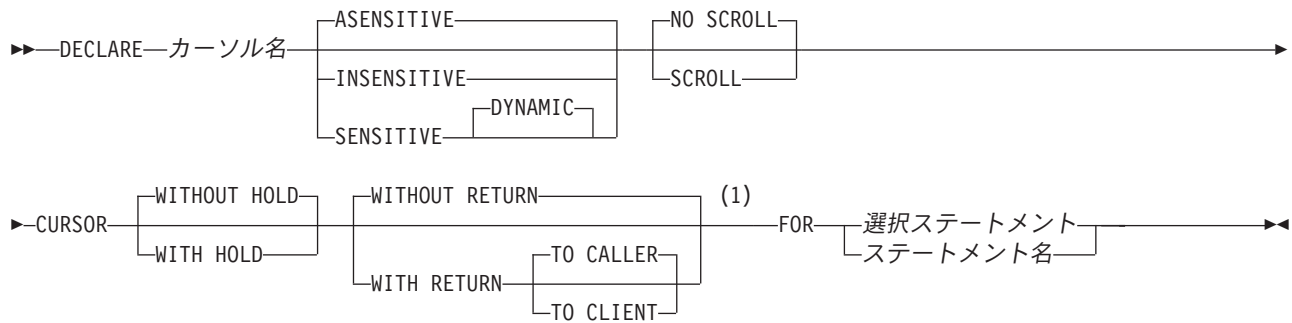 ASENSITIVE NO SCROLL
DECLARE カーソル名
INSENSITIVE SCROLL
DYNAMIC
SENSITIVE
WITHOUT HOLD WITHOUT RETURN (1)
CURSOR FOR 選択ステートメント
WITH HOLD TO CALLER ステートメント名
WITH RETURN
TO CLIENT